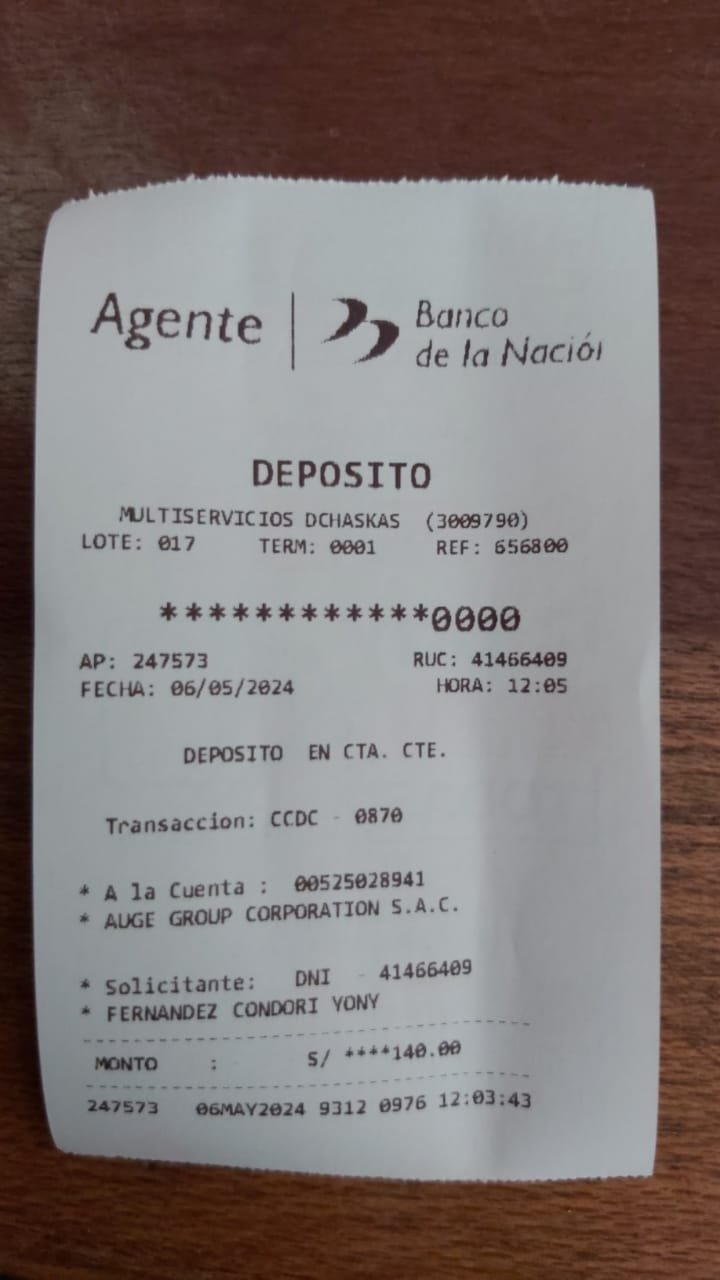 Agente
Banco
de la Nación
DEPOSITO
MULTISERVICIOS DCHASKAS (3009790)
LOTE: 017 TERM: 0001 REF: 656800
************0000
AP: 247573 RUC: 41466409
FECHA: 06/05/2024 HORA: 12:05
DEPOSITO EN CTA. CTE.
Transaccion: CCDC - 0870
* A la Cuenta : 00525028941
* AUGE GROUP CORPORATION S.A.C.
* Solicitante: DNI - 41466409
* FERNANDEZ CONDORI YONY
MONTO : S/ ****140.00
247573 06MAY2024 9312 0976 12:03:43